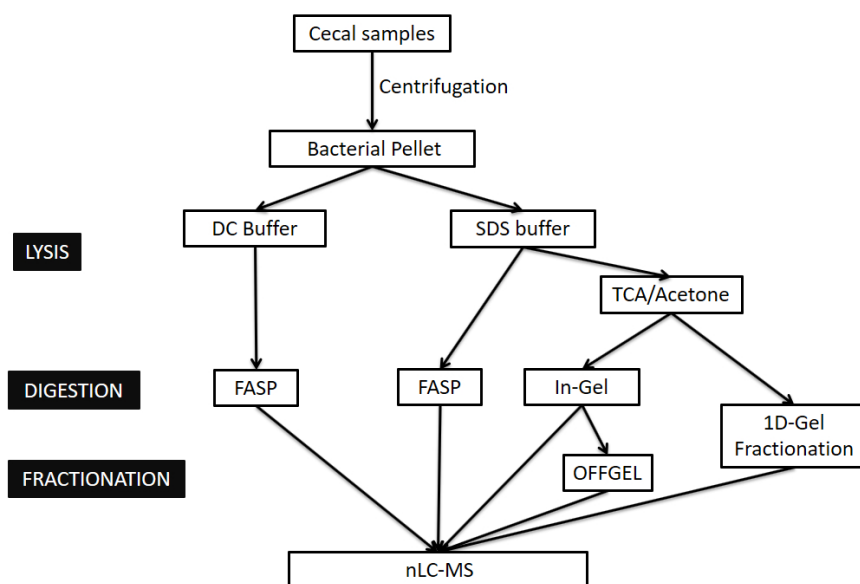 Cecal samples
Centrifugation
Bacterial Pellet
DC Buffer
SDS buffer
LYSIS
TCA/Acetone
DIGESTION
FASP
FASP
In-Gel
1D-Gel
Fractionation
FRACTIONATION
OFFGEL
nLC-MS